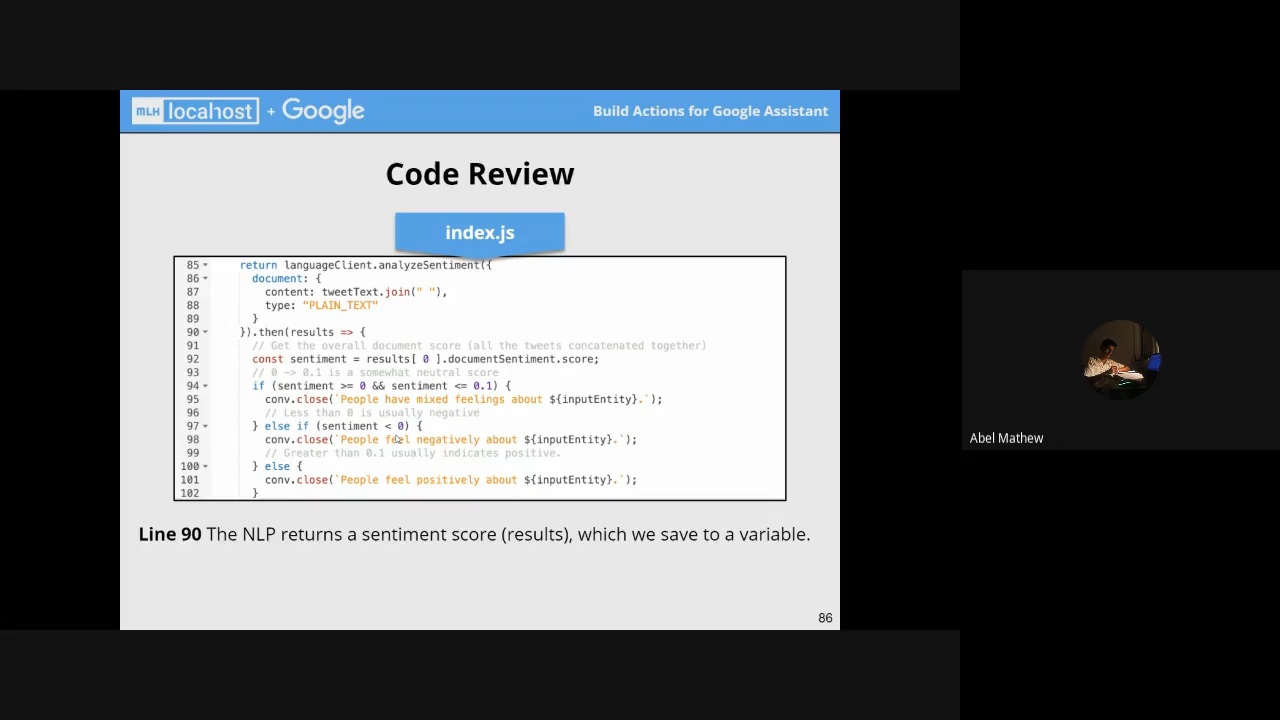 MLH localhost + Google
Build Actions for Google Assistant
Code Review
index.js
85 return languageClient.analyzeSentiment({
86 document: {
87 content: tweetText.join(" "),
88 type: "PLAIN_TEXT"
89 }
90 }).then(results => {
91 // Get the overall document score (all the tweets concatenated together)
92 const sentiment = results[ 0 ].documentSentiment.score;
93 // 0 -> 0.1 is a somewhat neutral score
94 if (sentiment >= 0 && sentiment <= 0.1) {
95 conv.close(`People have mixed feelings about ${inputEntity}.`);
96 // Less than 0 is usually negative
97 } else if (sentiment < 0) {
98 conv.close(`People feel negatively about ${inputEntity}.`);
99 // Greater than 0.1 usually indicates positive.
100 } else {
101 conv.close(`People feel positively about ${inputEntity}.`);
102 }
Line 90 The NLP returns a sentiment score (results), which we save to a variable.
86
Abel Mathew